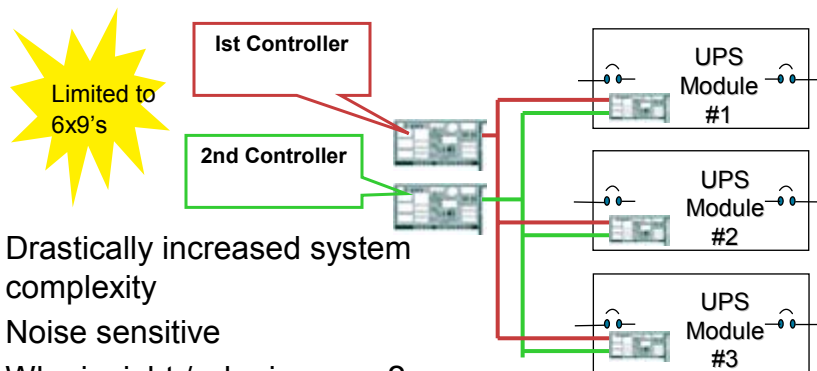 Limited to
6x9's
Ist Controller
2nd Controller
UPS
Module
#1
UPS
Module
#2
UPS
Module
#3
Drastically increased system
complexity
Noise sensitive